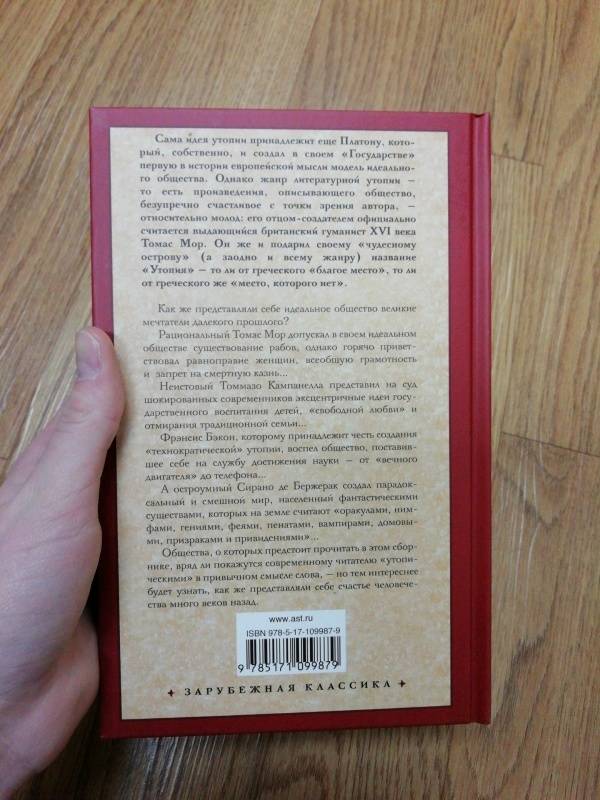 Сама идея утопии принадлежит еще Платону, кото-
рый, собственно, и создал в своем «Государстве»
первую в истории европейской мысли модель идеально-
го общества. Однако жанр литературной утопии —
то есть произведения, описывающего общество,
безупречно счастливое с точки зрения автора, —
относительно молод: его отцом-создателем официально
считается выдающийся британский гуманист XVI века
Томас Мор. Он же и подарил своему «чудесному
острову» (а заодно и всему жанру) название
«Утопия» — то ли от греческого «благое место», то ли
от греческого же «место, которого нет».
Как же представляли себе идеальное общество великие
мечтатели далекого прошлого?
Рациональный Томас Мор допускал в своем идеальном
обществе существование рабов, однако горячо привет-
ствовал равноправие женщин, всеобщую грамотность
и запрет на смертную казнь...
Неистовый Томмазо Кампанелла представил на суд
шокированных современников эксцентричные идеи госу-
дарственного воспитания детей, «свободной любви» и
отмирания традиционной семьи...
Фрэнсис Бэкон, которому принадлежит честь создания
«технократической» утопии, воспел общество, поставив-
шее себе на службу достижения науки — от «вечного
двигателя» до телефона...
А остроумный Сирано де Бержерак создал парадок-
сальный и смешной мир, населенный фантастическими
существами, которых на земле считают «оракулами, ним-
фами, гениями, феями, пенатами, вампирами, домовы-
ми, призраками и привидениями»...
Общества, о которых предстоит прочитать в этом сбор-
нике, вряд ли покажутся современному читателю «утопи-
ческими» в привычном смысле слова, — но тем интереснее
будет узнать, как же представляли себе счастье человече-
ства много веков назад.
www.ast.ru
ISBN 978-5-17-109987-9
9 785171 099879
ЗАРУБЕЖНАЯ КЛАССИКА